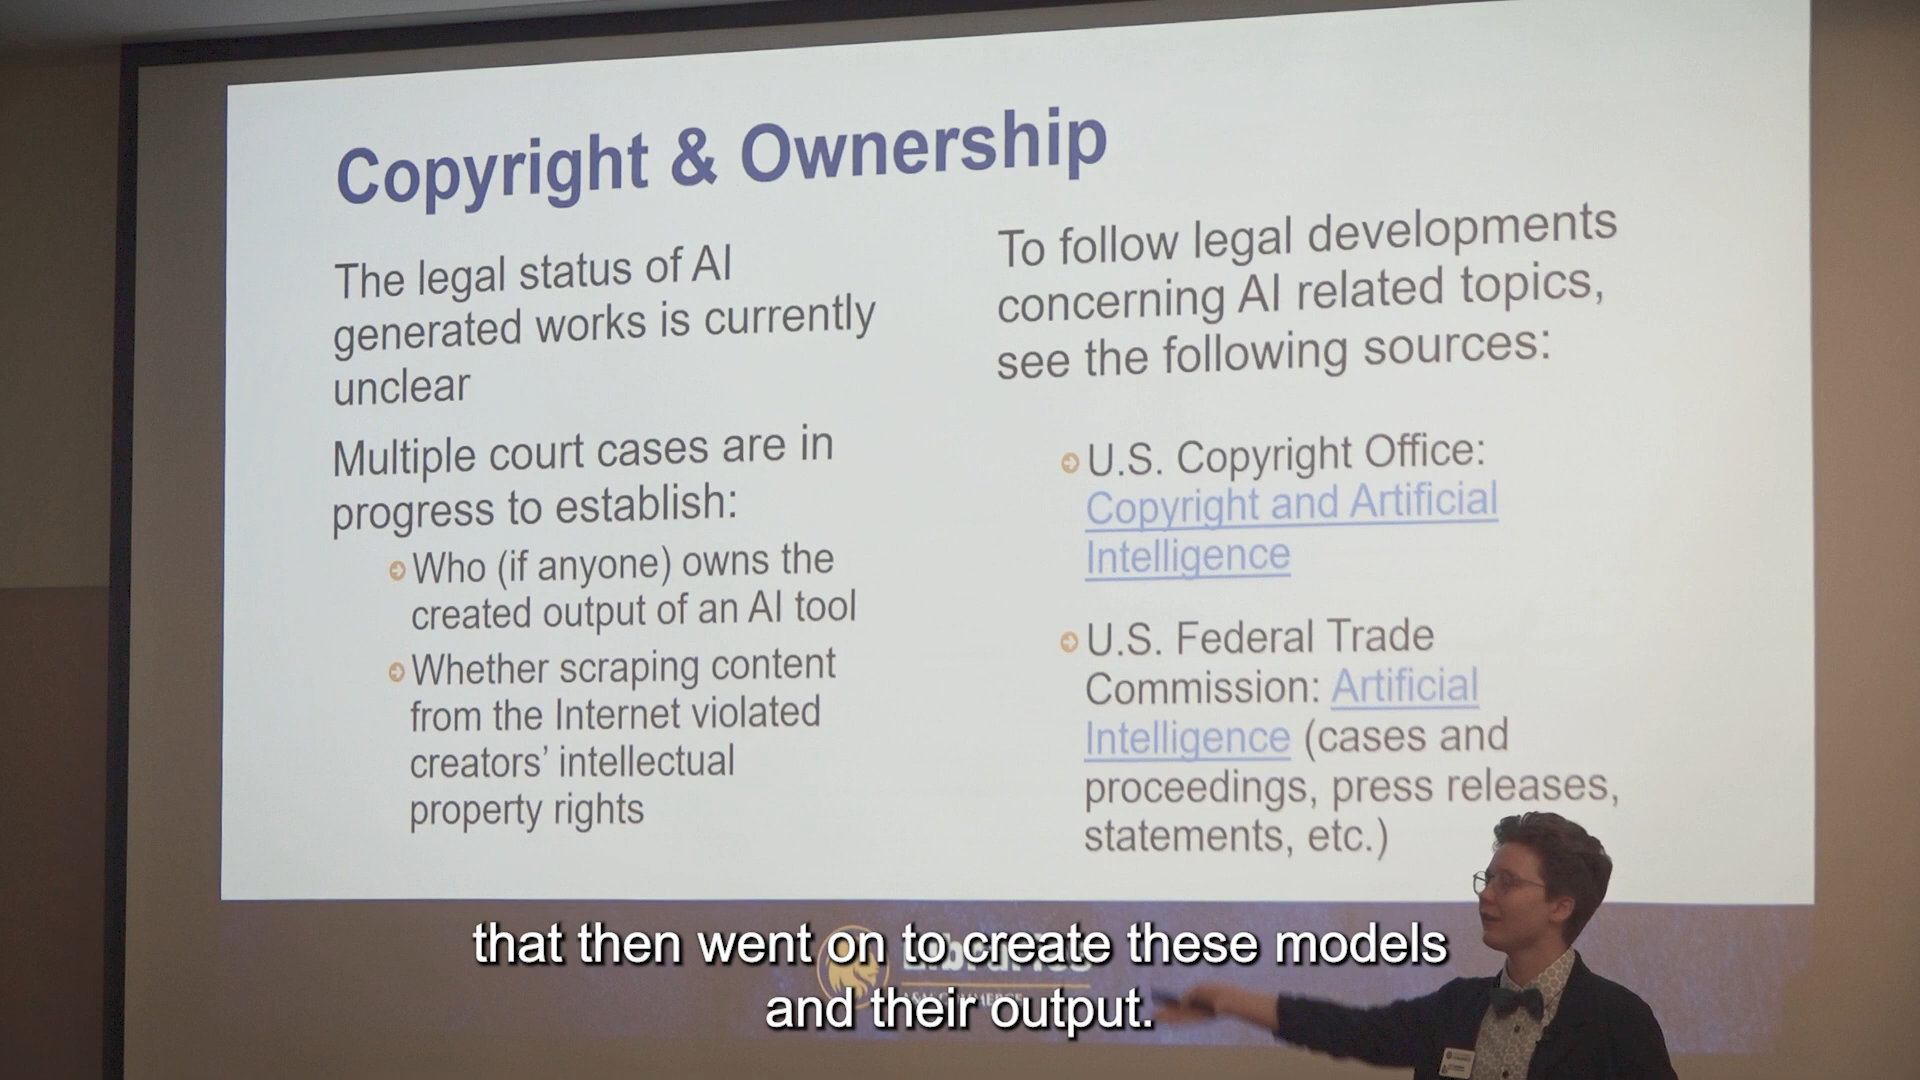 Copyright & Ownership
The legal status of AI
generated works is currently
unclear
Multiple court cases are in
progress to establish:
Who (if anyone) owns the
created output of an AI tool
Whether scraping content
from the Internet violated
creators’ intellectual
property rights
To follow legal developments
concerning AI related topics,
see the following sources:
U.S. Copyright Office:
Copyright and Artificial
Intelligence
U.S. Federal Trade
Commission: Artificial
Intelligence (cases and
proceedings, press releases,
statements, etc.)
Libraries
that then went on to create these models
and their output.